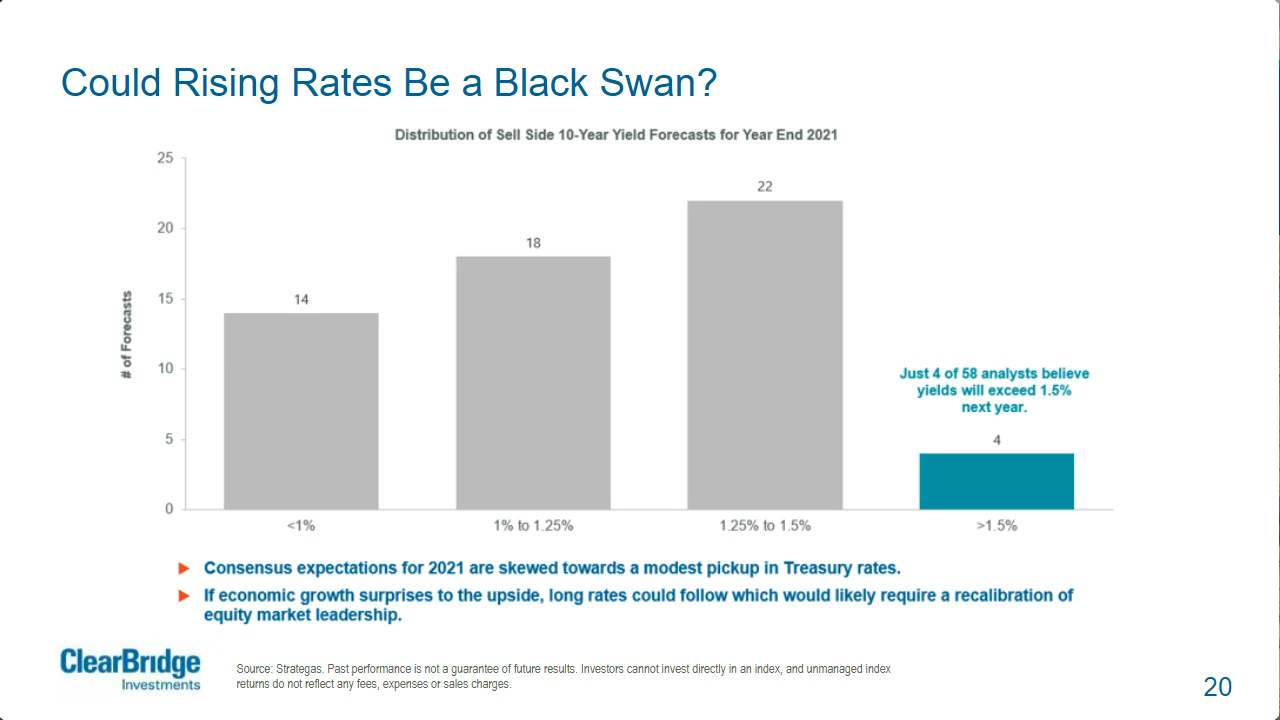 Could Rising Rates Be a Black Swan?
Distribution of Sell Side 10-Year Yield Forecasts for Year End 2021
# of Forecasts
25
20
15
10
5
0
14
18
22
4
Just 4 of 58 analysts believe
yields will exceed 1.5%
next year.
<1%
1% to 1.25%
1.25% to 1.5%
>1.5%
► Consensus expectations for 2021 are skewed towards a modest pickup in Treasury rates.
► If economic growth surprises to the upside, long rates could follow which would likely require a recalibration of
equity market leadership.
ClearBridge
Investments
Source: Strategas. Past performance is not a guarantee of future results. Investors cannot invest directly in an index, and unmanaged index
returns do not reflect any fees, expenses or sales charges.
20